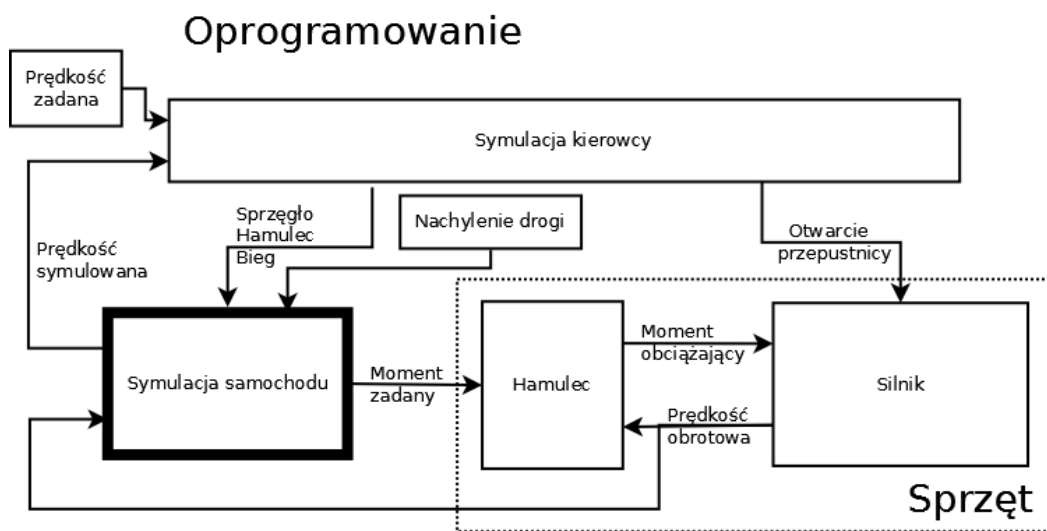 Oprogramowanie
Prędkość
zadana
Symulacja kierowcy
Sprzęgło
Hamulec
Bieg
Nachylenie drogi
Prędkość
symulowana
Otwarcie
przepustnicy
Symulacja samochodu
Moment
zadany
Hamulec
Moment
obciążający
Silnik
Prędkość
obrotowa
Sprzęt